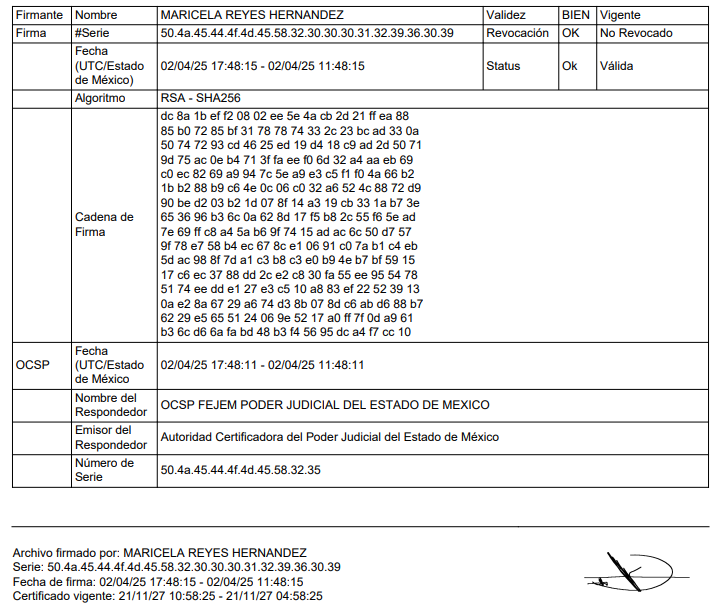 Firmante Nombre MARICELA REYES HERNANDEZ Validez BIEN Vigente
Firma #Serie 50.4a.45.44.4f.4d.45.58.32.30.30.30.31.32.39.36.30.39 Revocación OK No Revocado
Fecha
(UTC/Estado
de México)
02/04/25 17:48:15 - 02/04/25 11:48:15 Status Ok Válida
Algoritmo RSA - SHA256
Cadena de
Firma
dc 8a 1b ef f2 08 02 ee 5e 4a cb 2d 21 ff ea 88
85 b0 72 85 bf 31 78 78 74 33 2c 23 bc ad 33 0a
50 74 72 93 cd 46 25 ed 19 d4 18 c9 ad 2d 50 71
9d 75 ac 0e b4 71 3f fa ee f0 6d 32 a4 aa eb 69
c0 ec 82 69 a9 94 7c 5e a9 e3 c5 f1 f0 4a 66 b2
1b b2 88 b9 c6 4e 0c 06 c0 32 a6 52 4c 88 72 d9
90 be d2 03 b2 1d 07 8f 14 a3 19 cb 33 1a b7 3e
65 36 96 b3 6c 0a 62 8d 17 f5 b8 2c 55 f6 5e ad
7e 69 ff c8 a4 5a b6 9f 74 15 ad ac 6c 50 d7 57
9f 78 e7 58 b4 ec 67 8c e1 06 91 c0 7a b1 c4 eb
5d ac 98 8f 7d a1 c3 b8 c3 e0 b9 4e b7 bf 59 15
17 c6 ec 37 88 dd 2c e2 c8 30 fa 55 ee 95 54 78
51 74 ee dd e1 27 e3 c5 10 a8 83 ef 22 52 39 13
0a e2 8a 67 29 a6 74 d3 8b 07 8d c6 ab d6 88 b7
62 29 e5 65 51 24 06 9e 52 17 a0 ff 7f 0d a9 61
b3 6c d6 6a fa bd 48 b3 f4 56 95 dc a4 f7 cc 10
OCSP
Fecha
(UTC/Estado
de México
02/04/25 17:48:11 - 02/04/25 11:48:11
Nombre del
Respondedor
OCSP FEJEM PODER JUDICIAL DEL ESTADO DE MEXICO
Emisor del
Respondedor
Autoridad Certificadora del Poder Judicial del Estado de México
Número de
Serie
50.4a.45.44.4f.4d.45.58.32.35
Archivo firmado por: MARICELA REYES HERNANDEZ
Serie: 50.4a.45.44.4f.4d.45.58.32.30.30.30.31.32.39.36.30.39
Fecha de firma: 02/04/25 17:48:15 - 02/04/25 11:48:15
Certificado vigente: 21/11/27 10:58:25 - 21/11/27 04:58:25